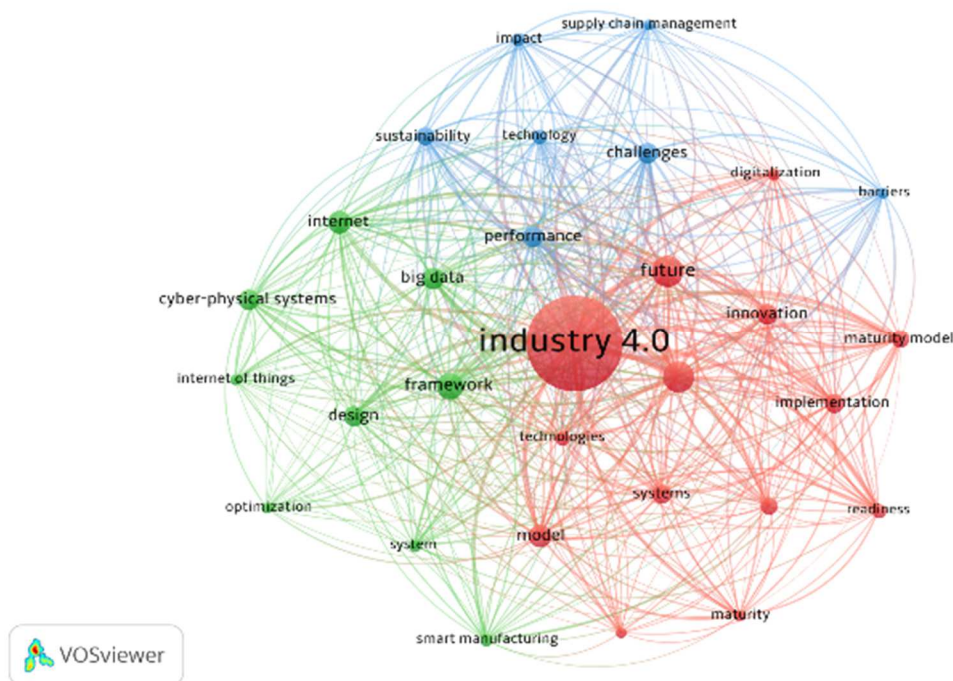 supply chain management
impact
sustainability
technology
challenges
digitalization
barriers
internet
performance
big data
future
cyber-physical systems
innovation
industry 4.0
maturity model
internet of things
framework
implementation
design
technologies
systems
optimization
readiness
model
system
maturity
smart manufacturing
VOSviewer